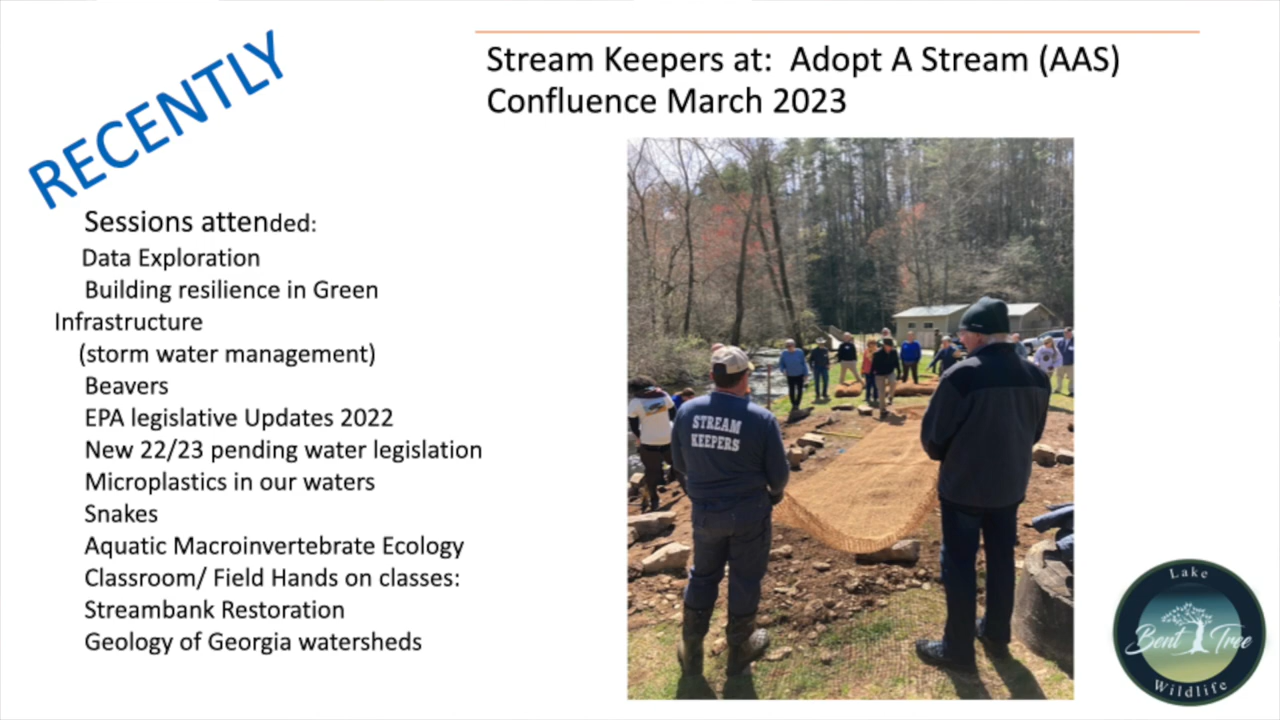 RECENTLY
Stream Keepers at:  Adopt A Stream (AAS)
Confluence March 2023
Sessions attended:
Data Exploration
Building resilience in Green
Infrastructure
(storm water management)
Beavers
EPA legislative Updates 2022
New 22/23 pending water legislation
Microplastics in our waters
Snakes
Aquatic Macroinvertebrate Ecology
Classroom/ Field Hands on classes:
Streambank Restoration
Geology of Georgia watersheds
STREAM
KEEPERS
Lake
Bent Tree
Wildlife